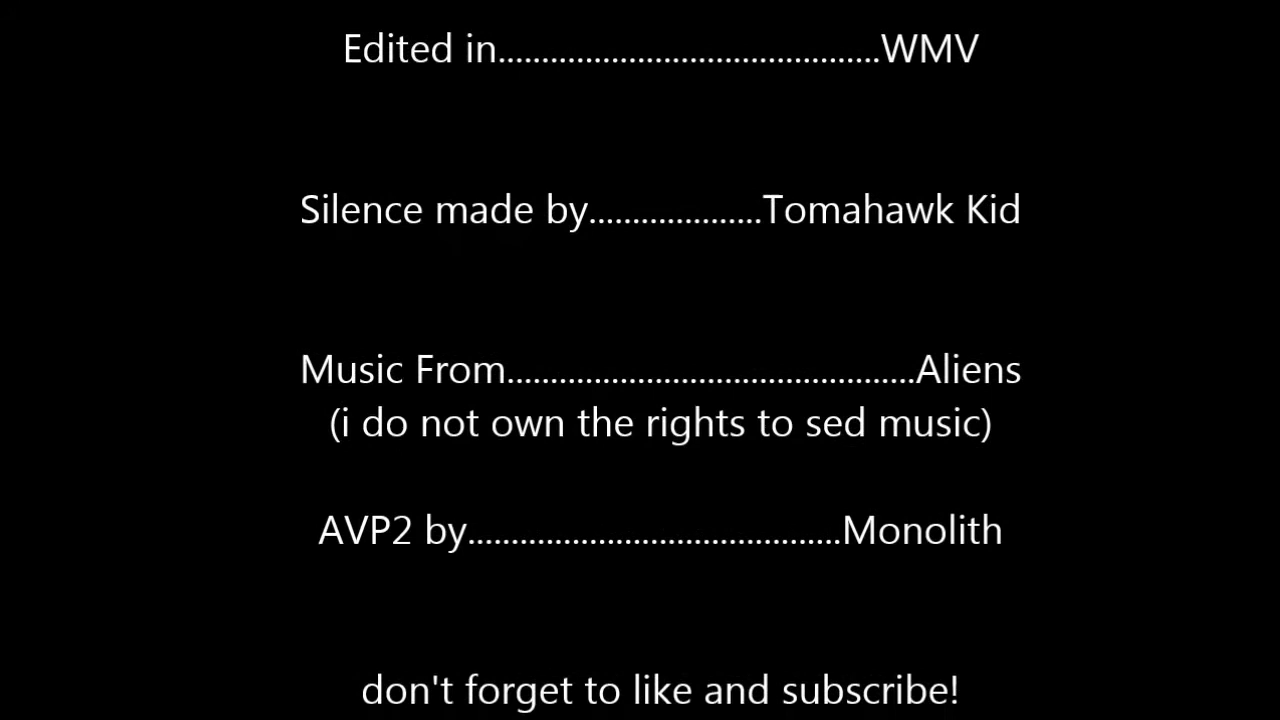 Edited in............................................WMV
Silence made by....................Tomahawk Kid
Music From...............................................Aliens
(i do not own the rights to sed music)
AVP2 by...........................................Monolith
don't forget to like and subscribe!